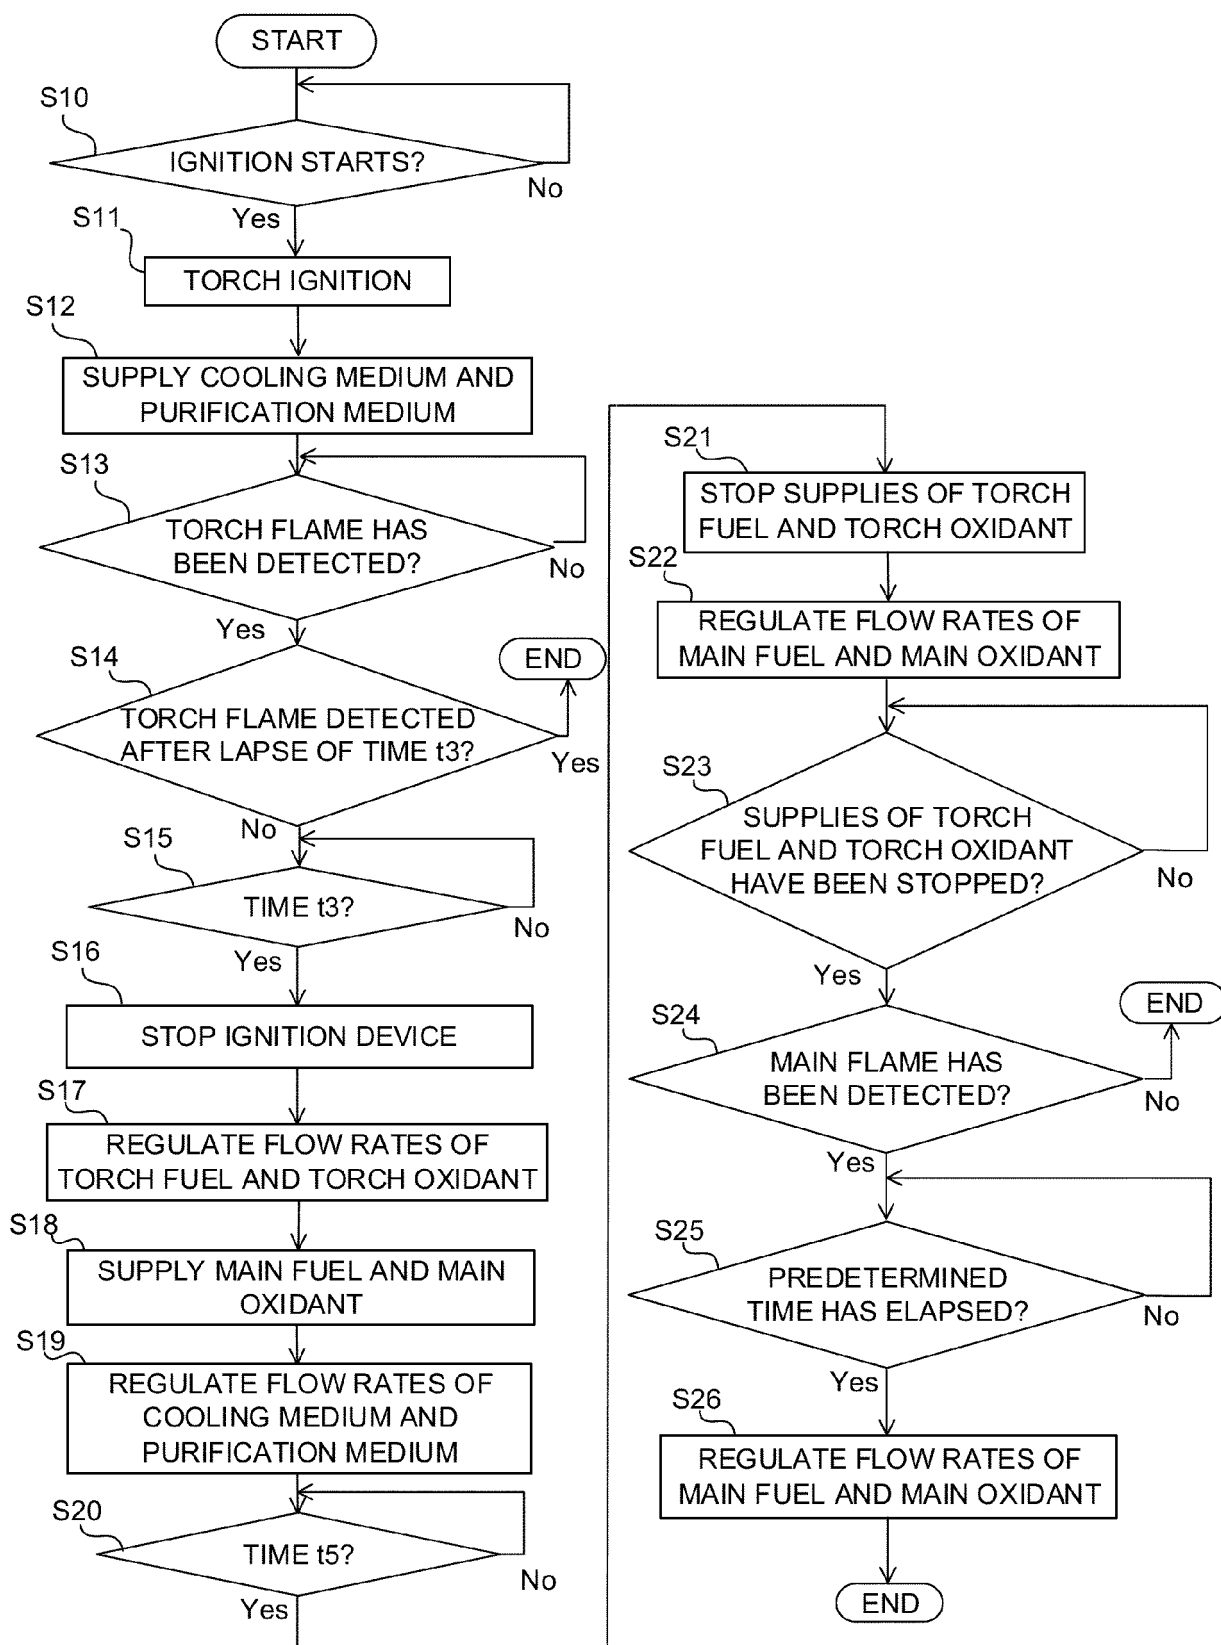 START
S10
IGNITION STARTS?
No
Yes
S11
TORCH IGNITION
S12
SUPPLY COOLING MEDIUM AND
PURIFICATION MEDIUM
S13
TORCH FLAME HAS
BEEN DETECTED?
No
Yes
S14
END
TORCH FLAME DETECTED
AFTER LAPSE OF TIME t3?
Yes
No
S15
TIME t3?
No
Yes
S16
STOP IGNITION DEVICE
S17
REGULATE FLOW RATES OF
TORCH FUEL AND TORCH OXIDANT
S18
SUPPLY MAIN FUEL AND MAIN
OXIDANT
S19
REGULATE FLOW RATES OF
COOLING MEDIUM AND
PURIFICATION MEDIUM
S20
TIME t5?
No
Yes
S21
STOP SUPPLIES OF TORCH
FUEL AND TORCH OXIDANT
S22
REGULATE FLOW RATES OF
MAIN FUEL AND MAIN OXIDANT
S23
SUPPLIES OF TORCH
FUEL AND TORCH OXIDANT
HAVE BEEN STOPPED?
No
Yes
S24
END
MAIN FLAME HAS
BEEN DETECTED?
No
Yes
S25
PREDETERMINED
TIME HAS ELAPSED?
No
Yes
S26
REGULATE FLOW RATES OF
MAIN FUEL AND MAIN OXIDANT
END